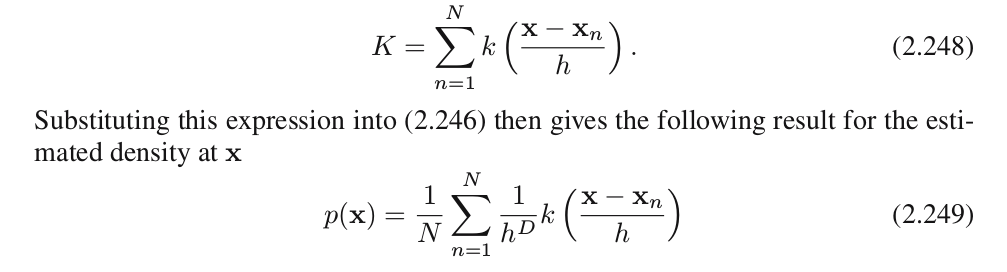 K = \sum_{n=1}^{N} k \left( \frac{\mathbf{x} - \mathbf{x}_n}{h} \right) . (2.248)
Substituting this expression into (2.246) then gives the following result for the esti-
mated density at \mathbf{x}
p(\mathbf{x}) = \frac{1}{N} \sum_{n=1}^{N} \frac{1}{h^D} k \left( \frac{\mathbf{x} - \mathbf{x}_n}{h} \right) (2.249)